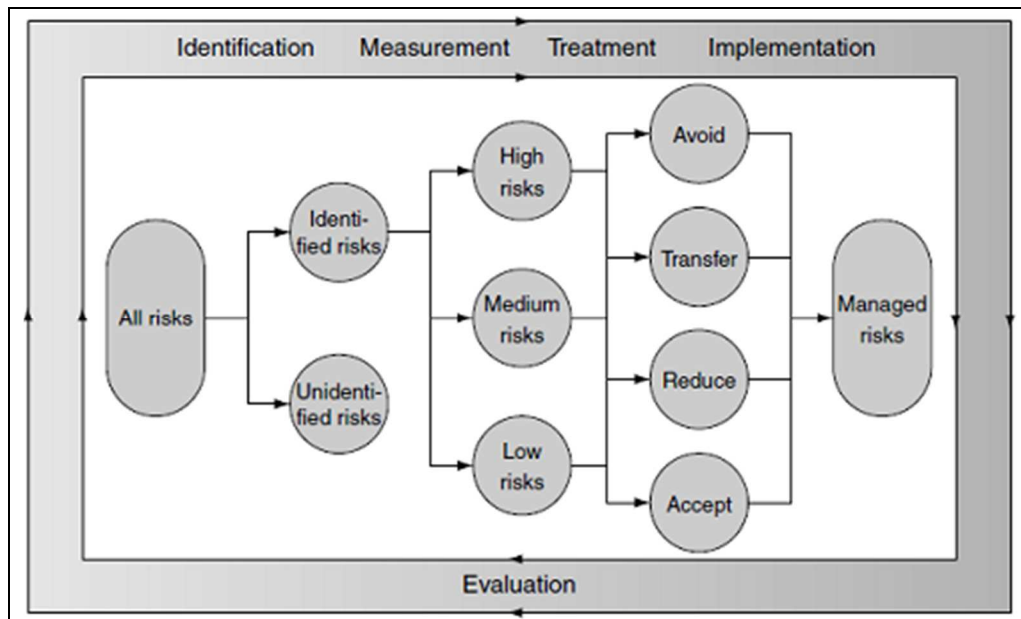 Identification Measurement Treatment Implementation
All risks
Identi-
fied risks
Unidenti-
fied risks
High
risks
Medium
risks
Low
risks
Avoid
Transfer
Reduce
Accept
Managed
risks
Evaluation